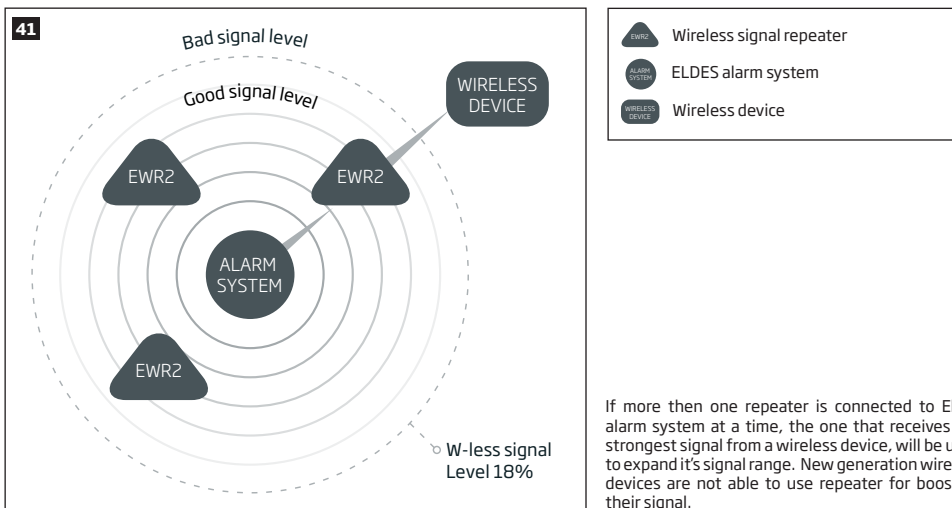 41
Bad signal level
Good signal level
WIRELESS
DEVICE
EWR2
EWR2
ALARM
SYSTEM
EWR2
W-less signal
Level 18%
EWR2
Wireless signal repeater
ALARM
SYSTEM
ELDES alarm system
WIRELESS
DEVICE
Wireless device
If more then one repeater is connected to
alarm system at a time, the one that receives
strongest signal from a wireless device, will be
to expand it's signal range. New generation
devices are not able to use repeater for
their signal.